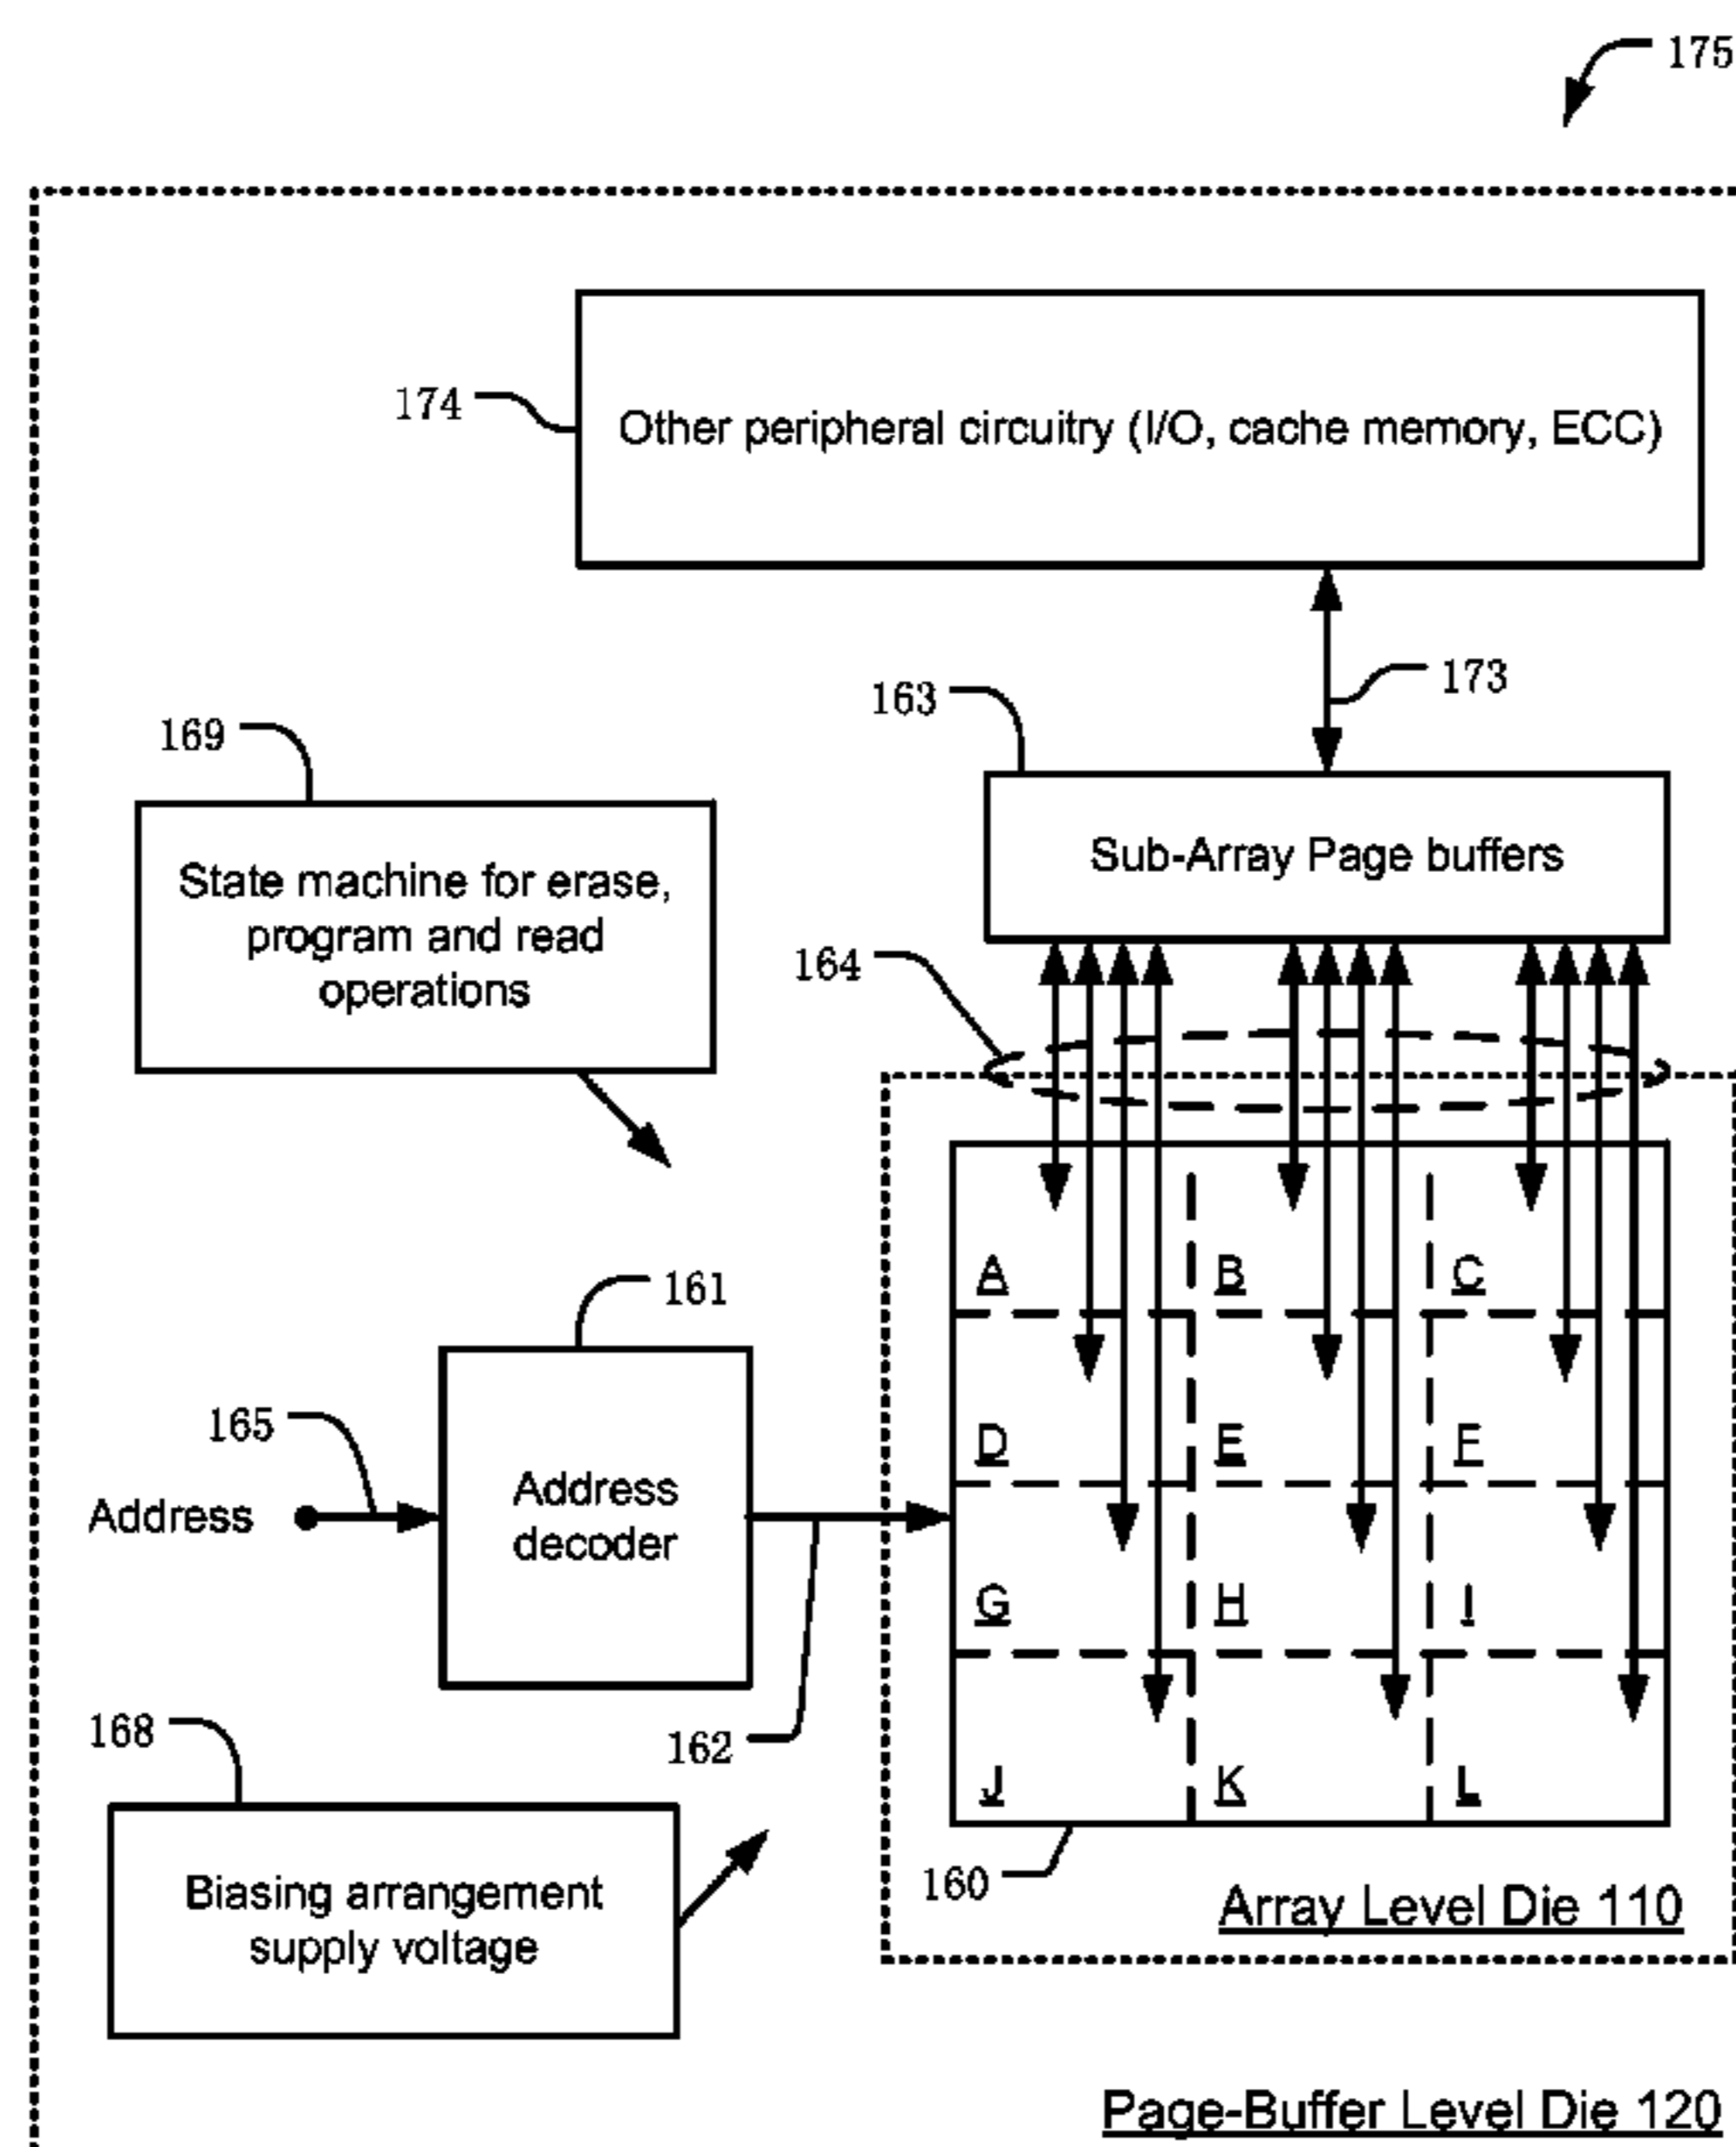 175
174
Other peripheral circuitry (I/O, cache memory, ECC)
173
163
169
Sub-Array Page buffers
State machine for erase,
program and read
operations
164
A B C
161
D E F
165
Address
Address
decoder
G H I
168
162
J K L
160
Biasing arrangement
supply voltage
Array Level Die 110
Page-Buffer Level Die 120